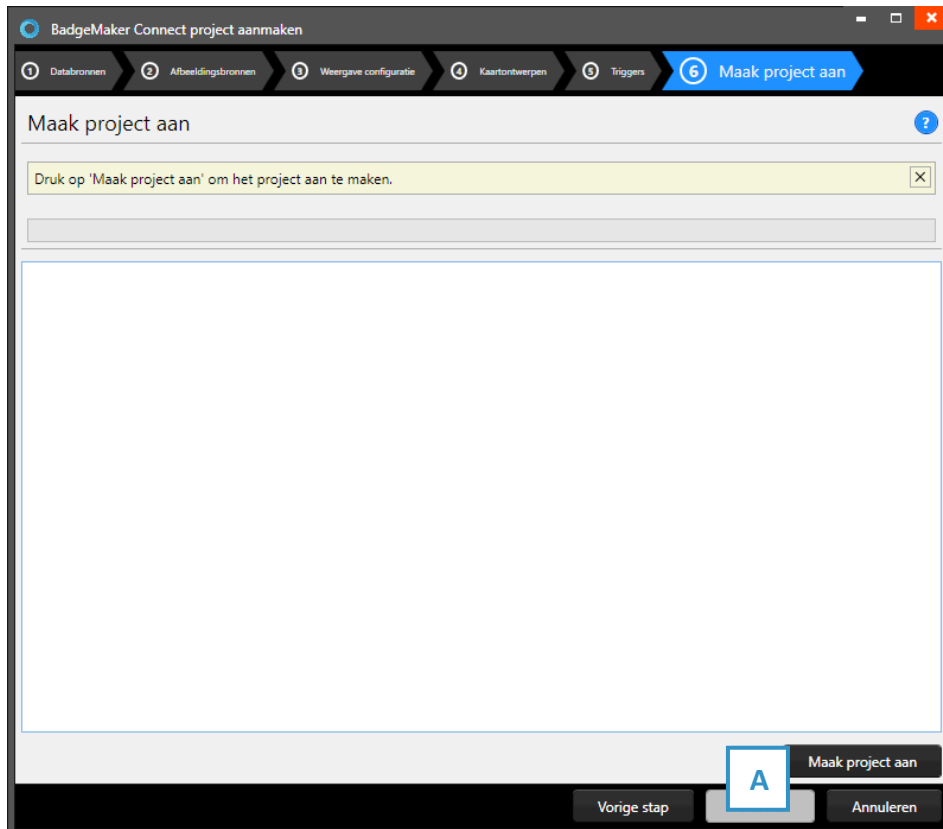 BadgeMaker Connect project aanmaken
1 Databronnen 2 Afbeeldingsbronnen 3 Weergave configuratie 4 Kaartontwerpen 5 Triggers 6 Maak project aan
Maak project aan ?
Druk op 'Maak project aan' om het project aan te maken.
Maak project aan
A
Vorige stap Annuleren